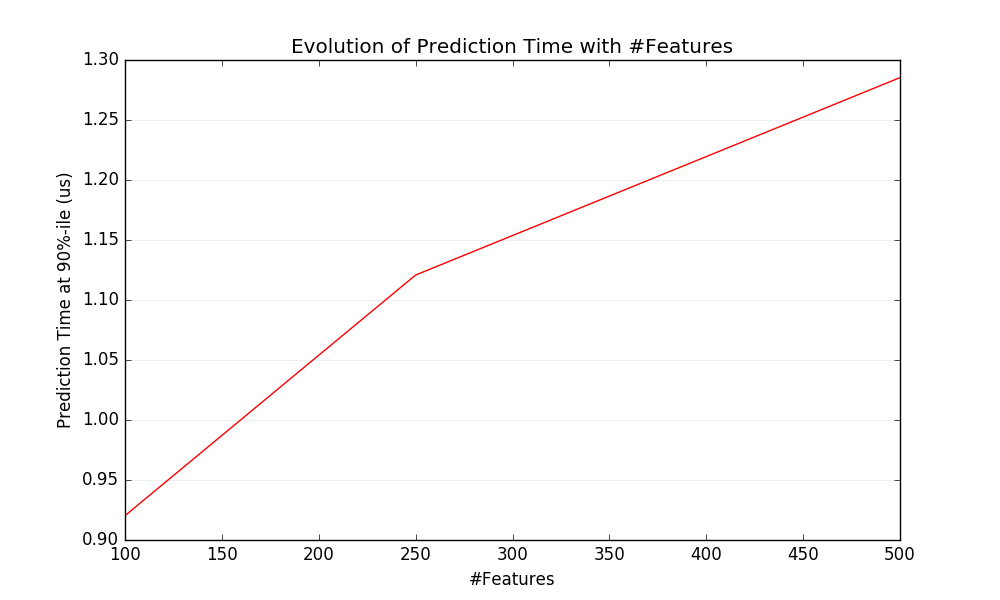 Evolution of Prediction Time with #Features
Prediction Time at 90%-ile (us)
1.30
1.25
1.20
1.15
1.10
1.05
1.00
0.95
0.90
100 150 200 250 300 350 400 450 500
#Features